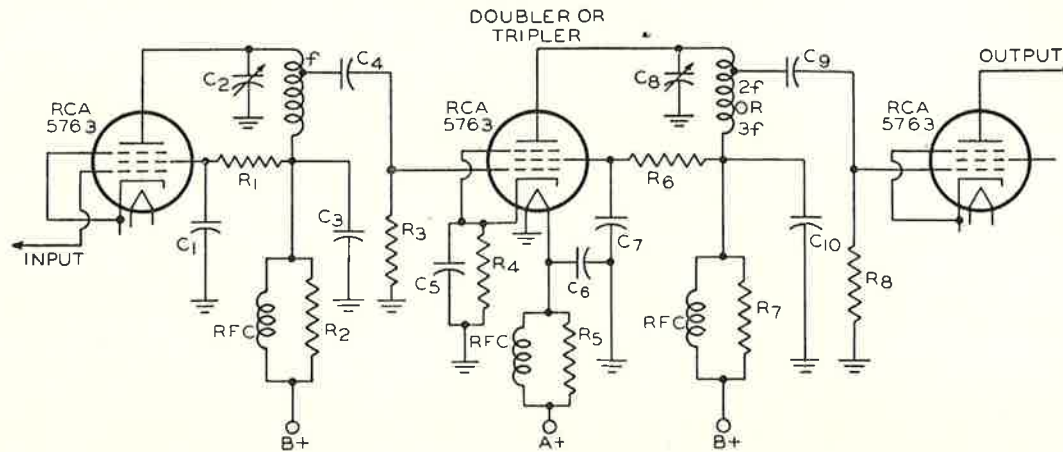 DOUBLER OR
TRIPLER
OUTPUT
RCA
5763
C2
f
C4
RCA
5763
C8
2f
OR
3f
C9
RCA
5763
R1
R6
INPUT
C1
C3
R3
C5
R4
C6
C7
C10
R8
RFC
R2
RFC
R5
RFC
R7
B+
A+
B+